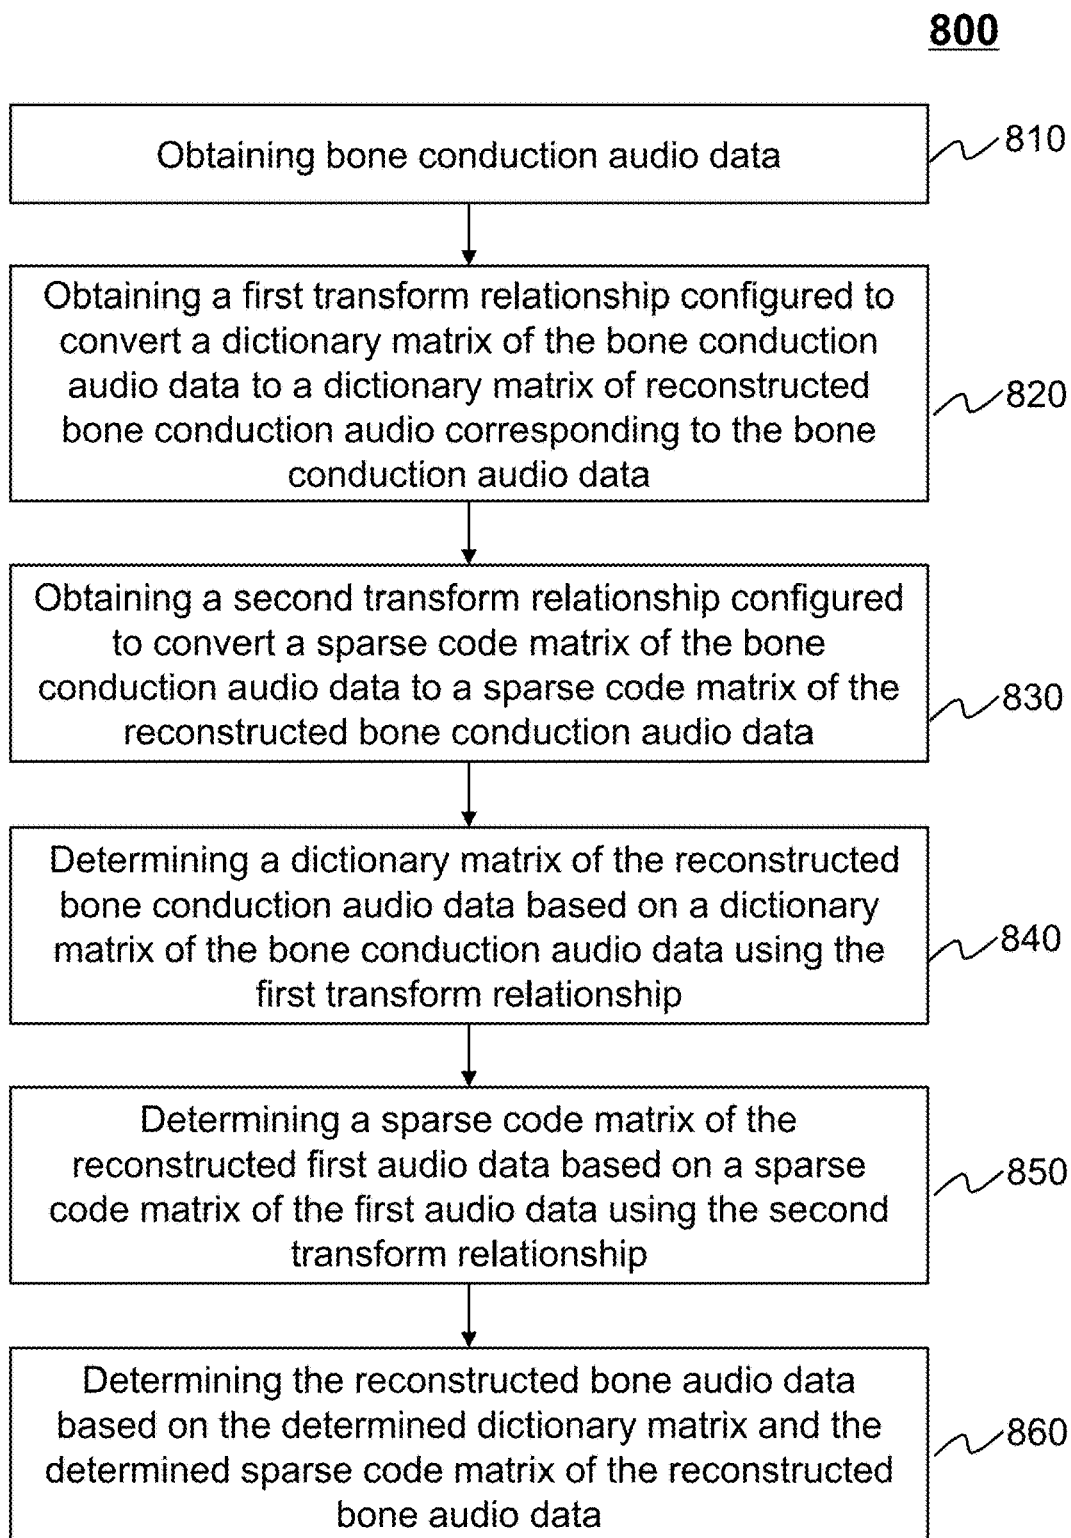 800
Obtaining bone conduction audio data
810
Obtaining a first transform relationship configured to
convert a dictionary matrix of the bone conduction
audio data to a dictionary matrix of reconstructed
bone conduction audio corresponding to the bone
conduction audio data
820
Obtaining a second transform relationship configured
to convert a sparse code matrix of the bone
conduction audio data to a sparse code matrix of the
reconstructed bone conduction audio data
830
Determining a dictionary matrix of the reconstructed
bone conduction audio data based on a dictionary
matrix of the bone conduction audio data using the
first transform relationship
840
Determining a sparse code matrix of the
reconstructed first audio data based on a sparse
code matrix of the first audio data using the second
transform relationship
850
Determining the reconstructed bone audio data
based on the determined dictionary matrix and the
determined sparse code matrix of the reconstructed
bone audio data
860